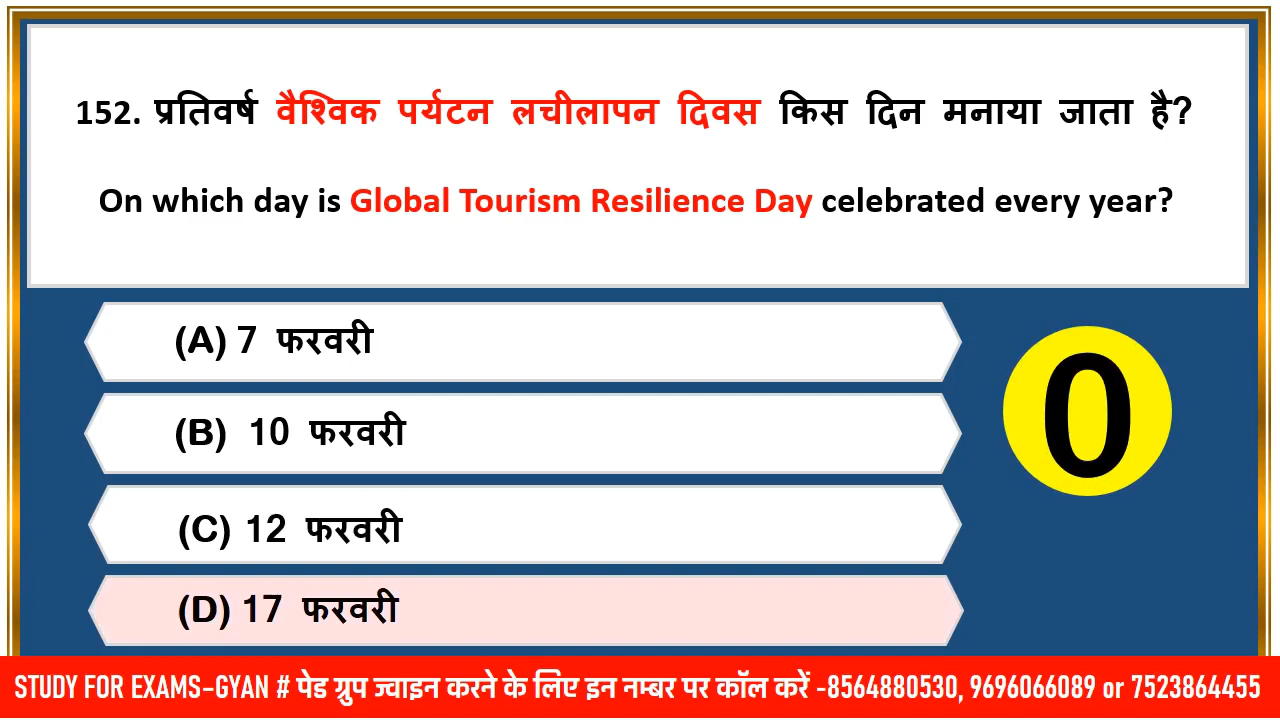 152. प्रतिवर्ष वैश्विक पर्यटन लचीलापन दिवस किस दिन मनाया जाता है?
On which day is Global Tourism Resilience Day celebrated every year?
(A) 7 फरवरी
(B) 10 फरवरी
0
(C) 12 फरवरी
(D) 17 फरवरी
STUDY FOR EXAMS-GYAN # पेड ग्रुप ज्वाइन करने के लिए इन नम्बर पर कॉल करें -8564880530, 9696066089 or 7523864455